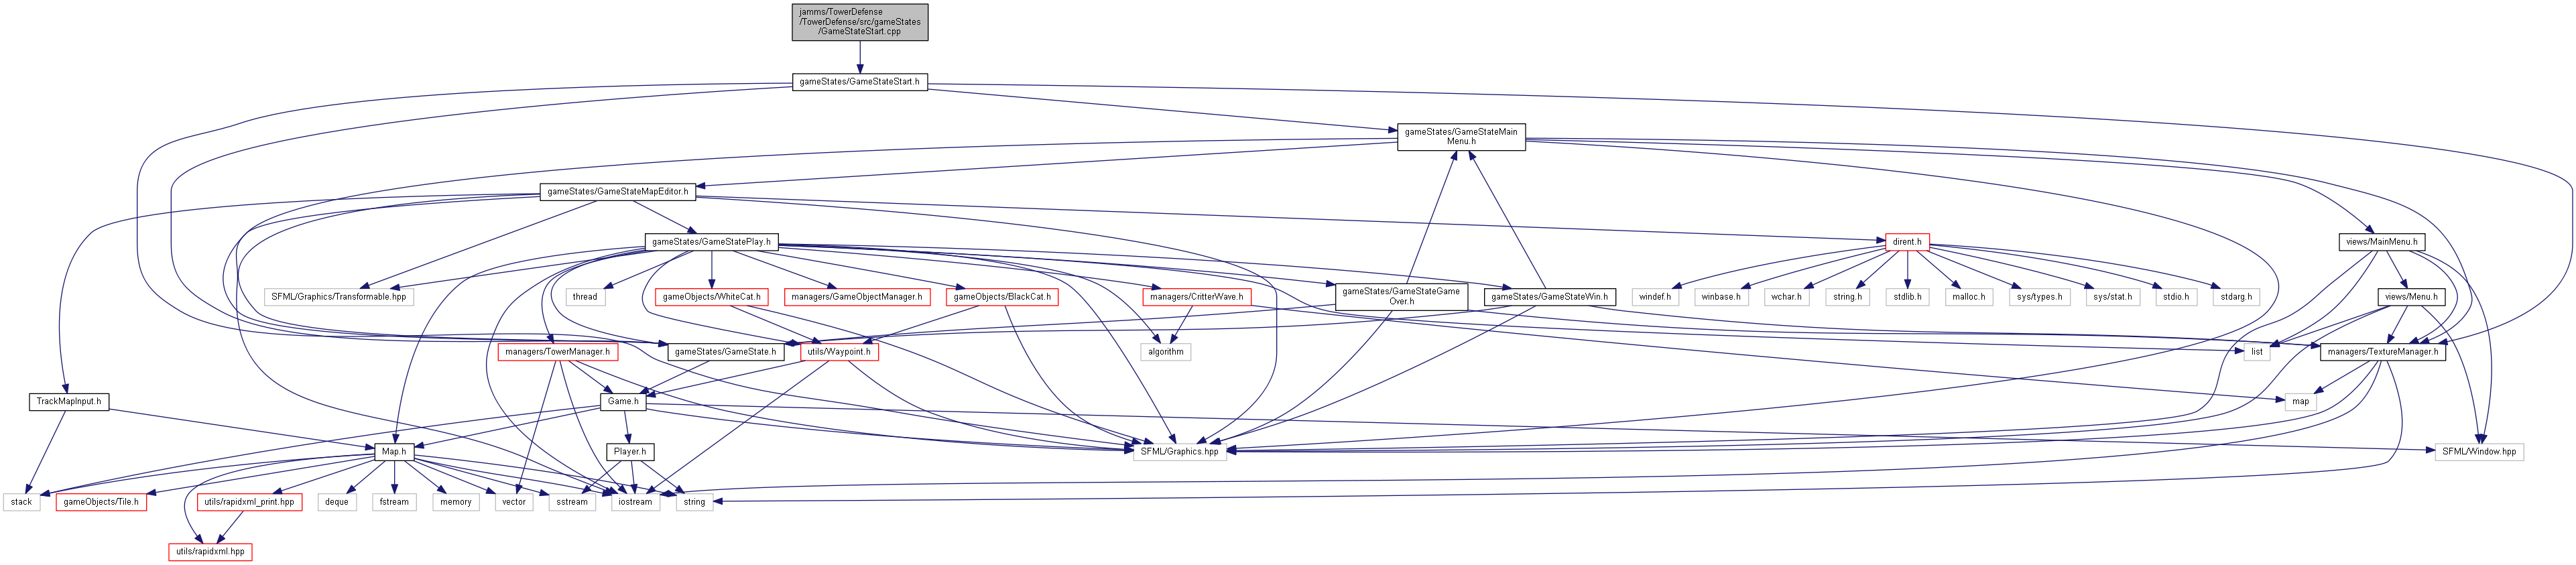 jamms/TowerDefense
/TowerDefense/src/gameStates
/GameStateStart.cpp
gameStates/GameStateStart.h
gameStates/GameStateMain
Menu.h
gameStates/GameStateMapEditor.h
gameStates/GameStatePlay.h
dirent.h
views/MainMenu.h
SFML/Graphics/Transformable.hpp
thread
gameObjects/WhiteCat.h
managers/GameObjectManager.h
gameObjects/BlackCat.h
managers/CritterWave.h
gameStates/GameStateGame
Over.h
gameStates/GameStateWin.h
windef.h
winbase.h
wchar.h
string.h
stdlib.h
malloc.h
sys/types.h
sys/stat.h
stdio.h
stdarg.h
views/Menu.h
managers/TowerManager.h
gameStates/GameState.h
utils/Waypoint.h
algorithm
list
managers/TextureManager.h
TrackMapInput.h
Game.h
map
Map.h
Player.h
SFML/Graphics.hpp
SFML/Window.hpp
stack
gameObjects/Tile.h
utils/rapidxml_print.hpp
deque
fstream
memory
vector
sstream
iostream
string
utils/rapidxml.hpp